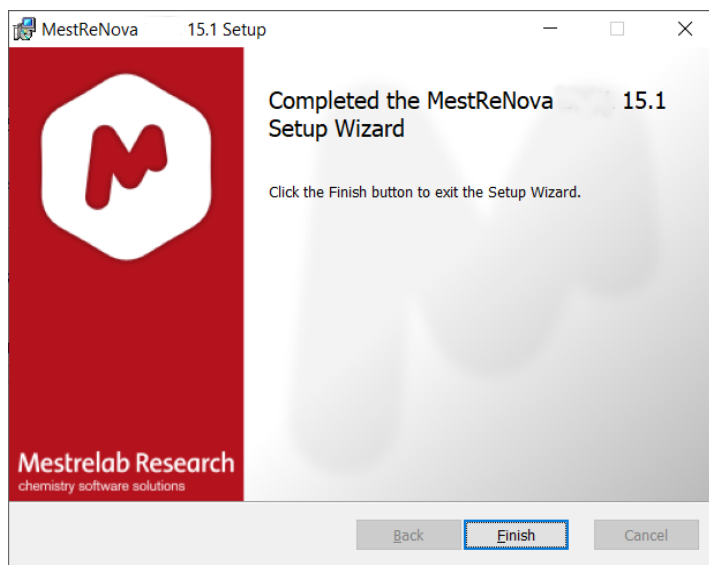 MestReNova 15.1 Setup
Completed the MestReNova 15.1
Setup Wizard
Click the Finish button to exit the Setup Wizard.
Mestrelab Research
chemistry software solutions
Back Finish Cancel